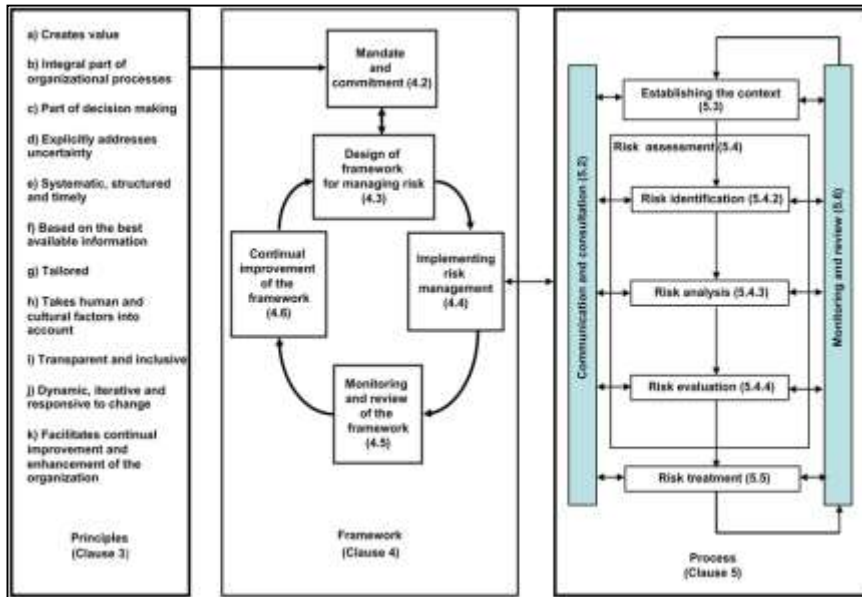 a) Creates value
b) Integral part of
organizational processes
c) Part of decision making
d) Explicitly addresses
uncertainty
e) Systematic, structured
and timely
f) Based on the best
available information
g) Tailored
h) Takes human and
cultural factors into
account
i) Transparent and inclusive
j) Dynamic, iterative and
responsive to change
k) Facilitates continual
improvement and
enhancement of the
organization
Principles
(Clause 3)
Mandate
and
commitment (4.2)
Design of
framework
for managing risk
(4.3)
Continual
improvement
of the
framework
(4.6)
Implementing
risk
management
(4.4)
Monitoring
and review
of the
framework
(4.5)
Framework
(Clause 4)
Communication and consultation (5.2)
Establishing the context
(5.3)
Risk assessment (5.4)
Risk identification (5.4.2)
Risk analysis (5.4.3)
Risk evaluation (5.4.4)
Risk treatment (5.5)
Monitoring and review (5.6)
Process
(Clause 5)